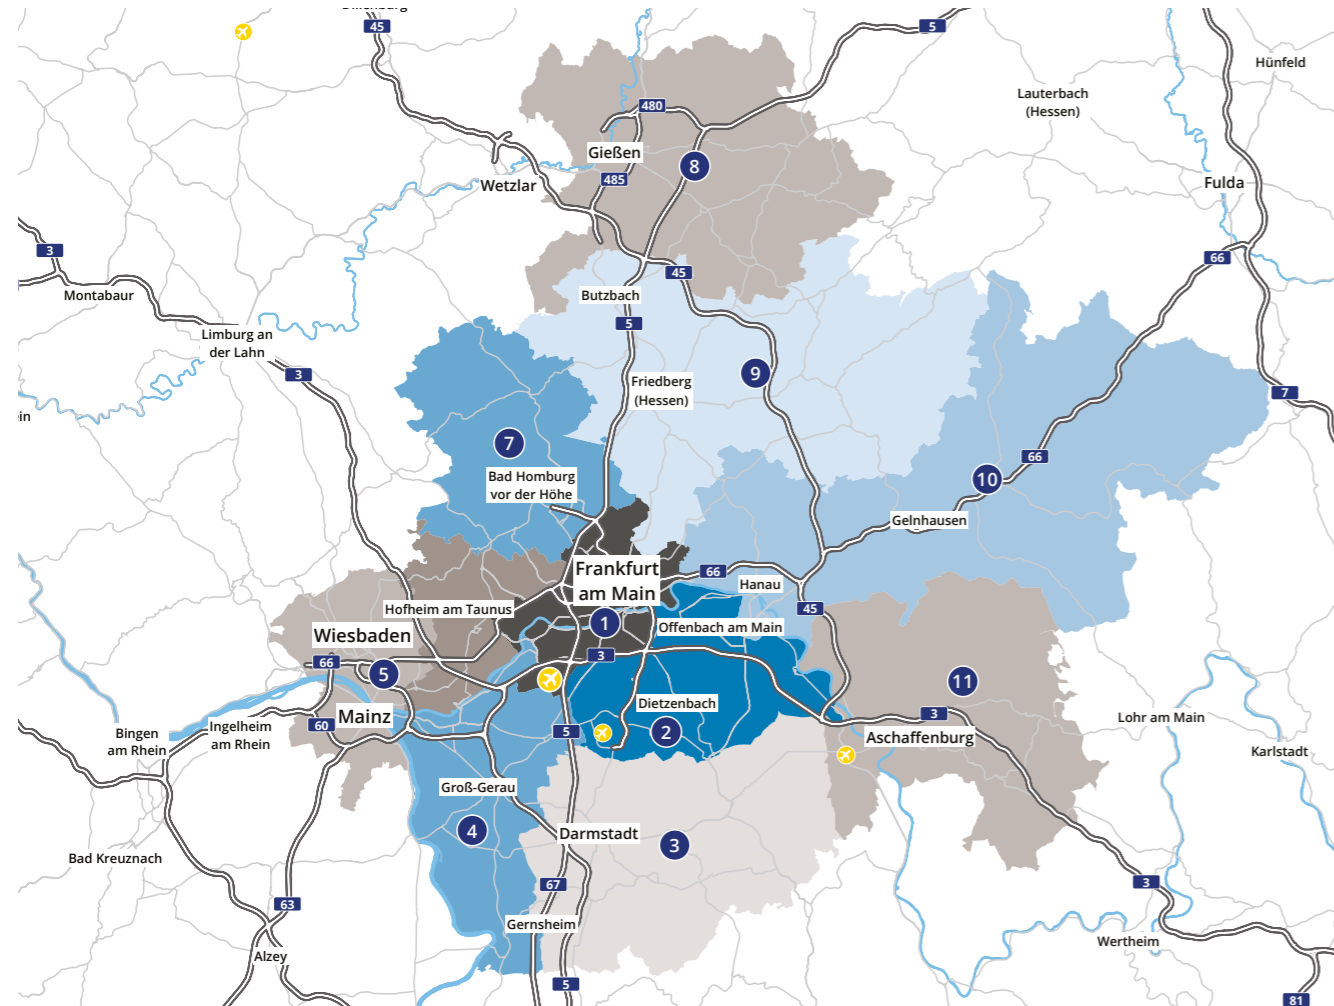 45
5
Hünfeld
Lauterbach
(Hessen)
480
Gießen
8
485
Wetzlar
Fulda
3
66
45
Montabaur
Butzbach
5
Limburg an
der Lahn
3
9
Friedberg
(Hessen)
7
7
66
10
Bad Homburg
vor der Höhe
Gelnhausen
Frankfurt
am Main
66
Hanau
45
Hofheim am Taunus
1
Offenbach am Main
Wiesbaden
3
66
5
11
Dietzenbach
Mainz
60
5
2
3
Lohr am Main
Bingen
am Rhein
Ingelheim
am Rhein
Aschaffenburg
Karlstadt
Groß-Gerau
4
Darmstadt
3
Bad Kreuznach
67
3
63
Gernsheim
Wertheim
Alzey
5
81